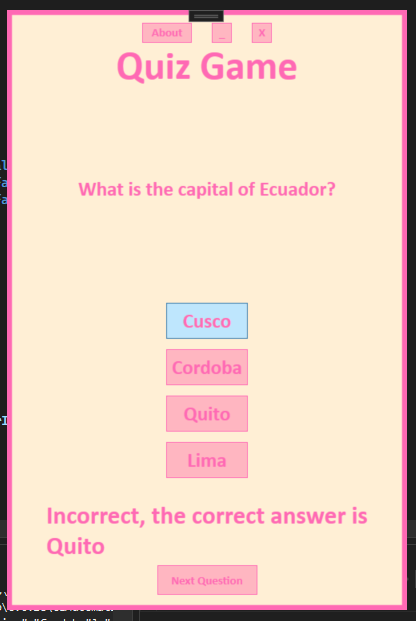 About _ X
Quiz Game
What is the capital of Ecuador?
Cusco
Cordoba
Quito
Lima
Incorrect, the correct answer is
Quito
Next Question